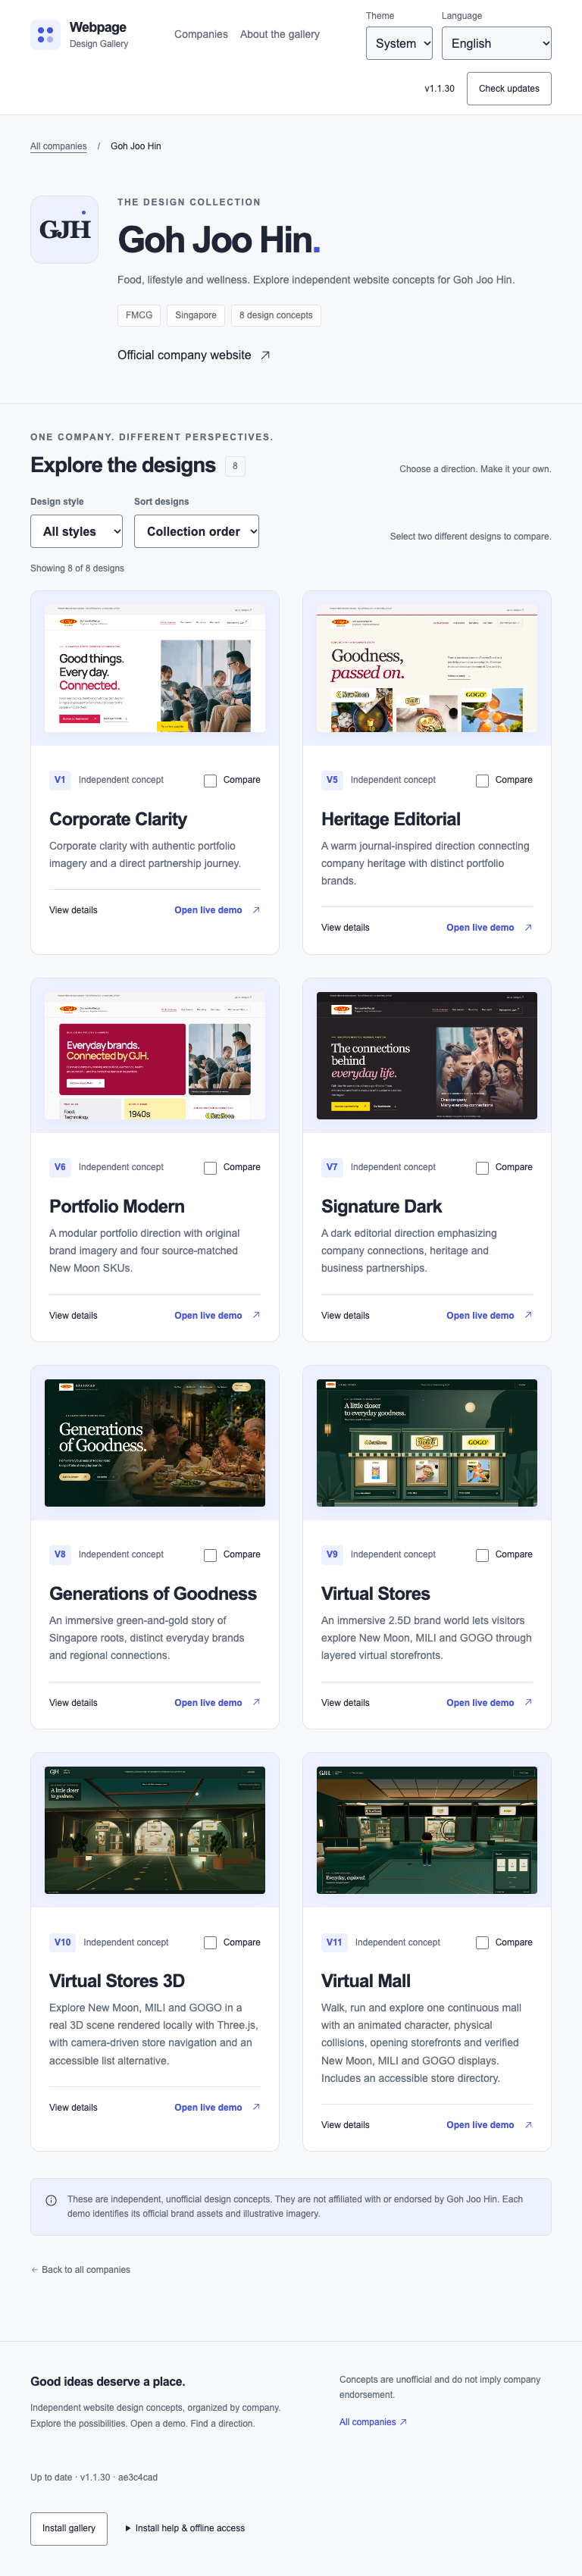 Webpage
Design Gallery
Companies
About the gallery
Theme
System
Language
English
v1.1.30
Check updates
All companies / Goh Joo Hin
GJH
THE DESIGN COLLECTION
Goh Joo Hin.
Food, lifestyle and wellness. Explore independent website concepts for Goh Joo Hin.
FMCG
Singapore
8 design concepts
Official company website ↗
ONE COMPANY. DIFFERENT PERSPECTIVES.
Explore the designs 8
Choose a direction. Make it your own.
Design style
All styles
Sort designs
Collection order
Select two different designs to compare.
Showing 8 of 8 designs
Good things.
Every day.
Connected.
V1 Independent concept Compare
Corporate Clarity
Corporate clarity with authentic portfolio
imagery and a direct partnership journey.
View details Open live demo ↗
Goodness,
passed on.
New Moon
GOGO
V5 Independent concept Compare
Heritage Editorial
A warm journal-inspired direction connecting
company heritage with distinct portfolio
brands.
View details Open live demo ↗
Everyday brands.
Connected by GJH.
Food.
Technology.
1940s
V6 Independent concept Compare
Portfolio Modern
A modular portfolio direction with original
brand imagery and four source-matched
New Moon SKUs.
View details Open live demo ↗
The connections
behind
everyday life.
V7 Independent concept Compare
Signature Dark
A dark editorial direction emphasizing
company connections, heritage and
business partnerships.
View details Open live demo ↗
Generations
of Goodness.
V8 Independent concept Compare
Generations of Goodness
An immersive green-and-gold story of
Singapore roots, distinct everyday brands
and regional connections.
View details Open live demo ↗
A little closer
to everyday goodness.
GOGO
V9 Independent concept Compare
Virtual Stores
An immersive 2.5D brand world lets visitors
explore New Moon, MILI and GOGO through
layered virtual storefronts.
View details Open live demo ↗
GJH
A little closer
to goodness.
V10 Independent concept Compare
Virtual Stores 3D
Explore New Moon, MILI and GOGO in a
real 3D scene rendered locally with Three.js,
with camera-driven store navigation and an
accessible list alternative.
View details Open live demo ↗
GJH
Everyday, explored.
V11 Independent concept Compare
Virtual Mall
Walk, run and explore one continuous mall
with an animated character, physical
collisions, opening storefronts and verified
New Moon, MILI and GOGO displays.
Includes an accessible store directory.
View details Open live demo ↗
These are independent, unofficial design concepts. They are not affiliated with or endorsed by Goh Joo Hin. Each
demo identifies its official brand assets and illustrative imagery.
← Back to all companies
Good ideas deserve a place.
Independent website design concepts, organized by company.
Explore the possibilities. Open a demo. Find a direction.
Concepts are unofficial and do not imply company
endorsement.
All companies ↗
Up to date · v1.1.30 · ae3c4cad
Install gallery
Install help & offline access